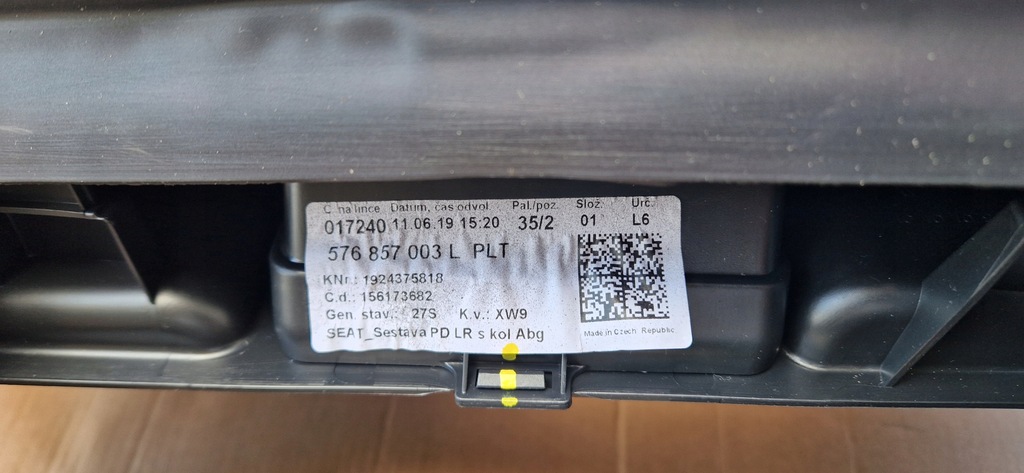 Č. na lince Datum, čas odvol. Pal./poz. Slož. Urč.
017240 11.06.19 15:20 35/2 01 L6
576 857 003 L PLT
KNr.: 1924375818
C.d.: 156173682
Gen. stav.: 27S K.v.: XW9
SEAT_Sestava PD LR s kol Abg
Made in Czech Republic